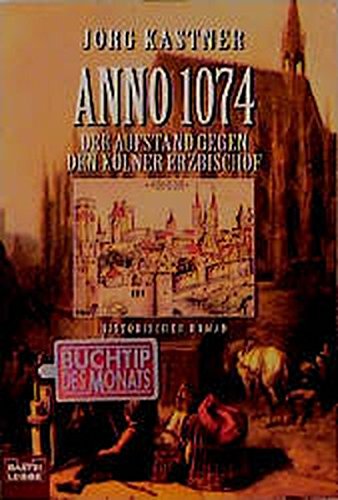 JÖRG KASTNER
ANNO 1074
DER AUFSTAND GEGEN
DEN KÖLNER ERZBISCHOF
HISTORISCHER ROMAN
BUCHTIP
DES MONATS
BASTEI
LÜBBE